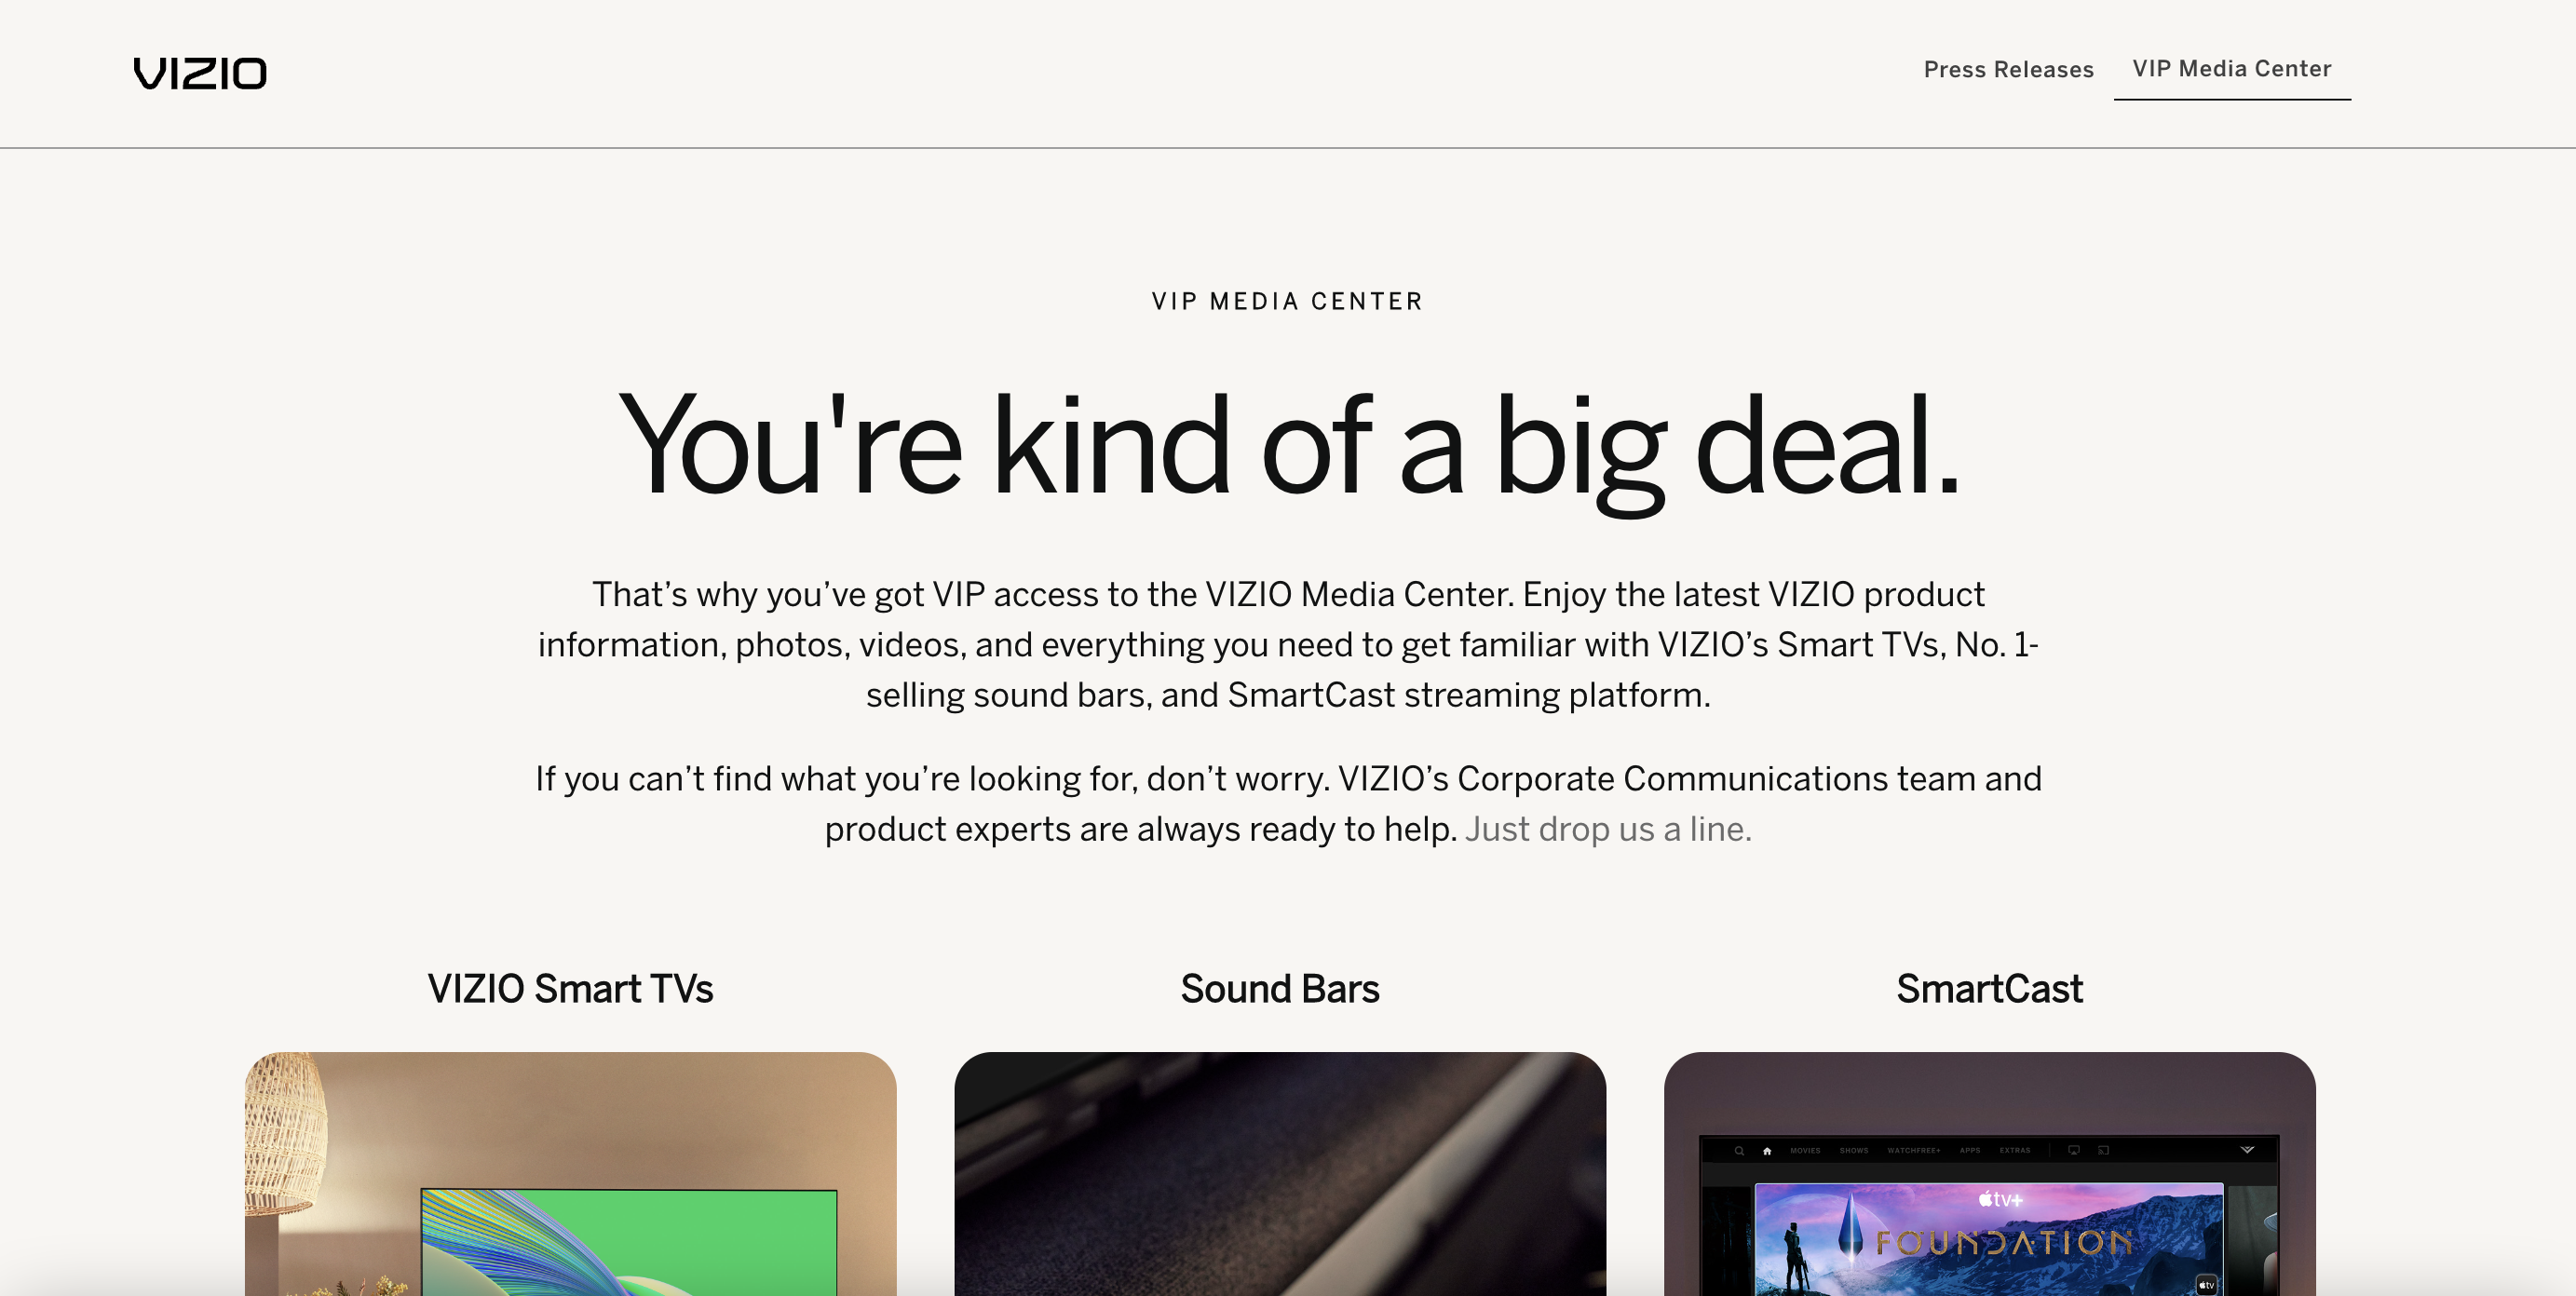 VIZIO
Press Releases
VIP Media Center
VIP MEDIA CENTER
You're kind of a big deal.
That’s why you’ve got VIP access to the VIZIO Media Center. Enjoy the latest VIZIO product
information, photos, videos, and everything you need to get familiar with VIZIO’s Smart TVs, No. 1-
selling sound bars, and SmartCast streaming platform.
If you can’t find what you’re looking for, don’t worry. VIZIO’s Corporate Communications team and
product experts are always ready to help. Just drop us a line.
VIZIO Smart TVs
Sound Bars
SmartCast
MOVIES SHOWS WATCHFREE+ APPS EXTRAS
tv+
FOUNDATION
tv